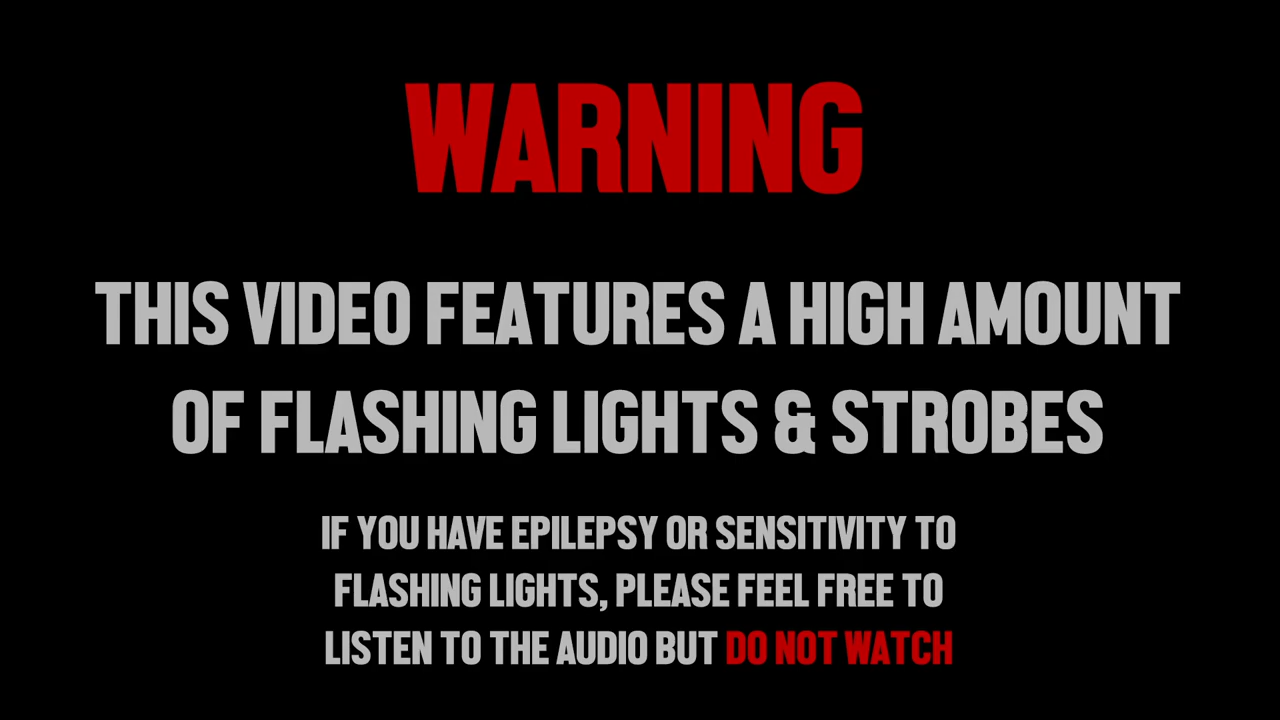 WARNING
THIS VIDEO FEATURES A HIGH AMOUNT
OF FLASHING LIGHTS & STROBES
IF YOU HAVE EPILEPSY OR SENSITIVITY TO
FLASHING LIGHTS, PLEASE FEEL FREE TO
LISTEN TO THE AUDIO BUT DO NOT WATCH